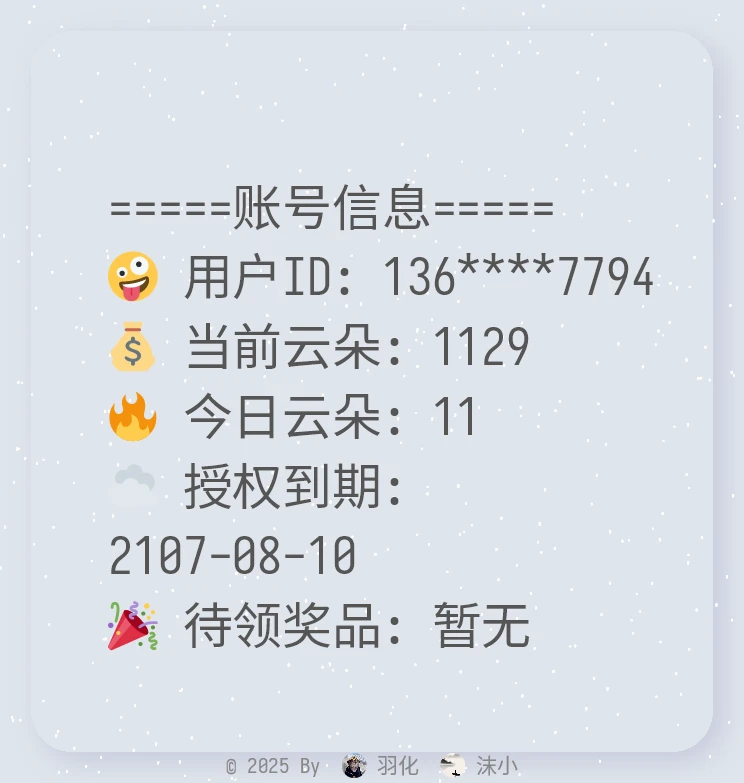 =====账号信息=====
🤪 用户ID: 136****7794
💰 当前云朵: 1129
🔥 今日云朵: 11
☁️ 授权到期:
2107-08-10
🎉 待领奖品: 暂无
© 2025 By 羽化 沫小